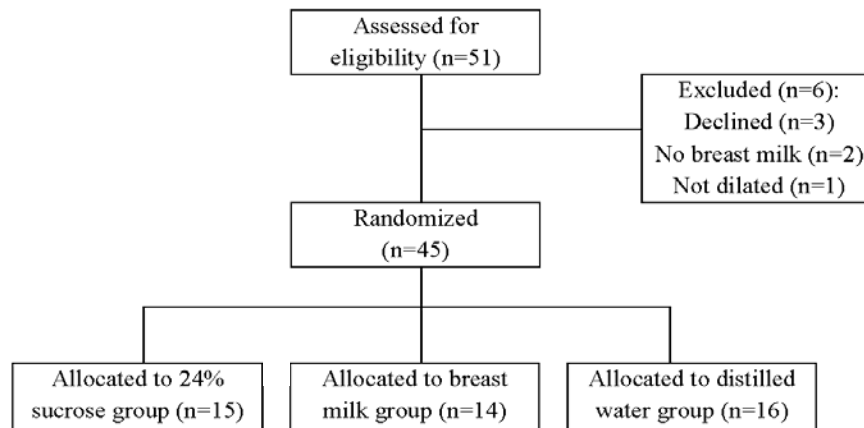 Assessed for
eligibility (n=51)
Excluded (n=6):
Declined (n=3)
No breast milk (n=2)
Not dilated (n=1)
Randomized
(n=45)
Allocated to 24%
sucrose group (n=15)
Allocated to breast
milk group (n=14)
Allocated to distilled
water group (n=16)